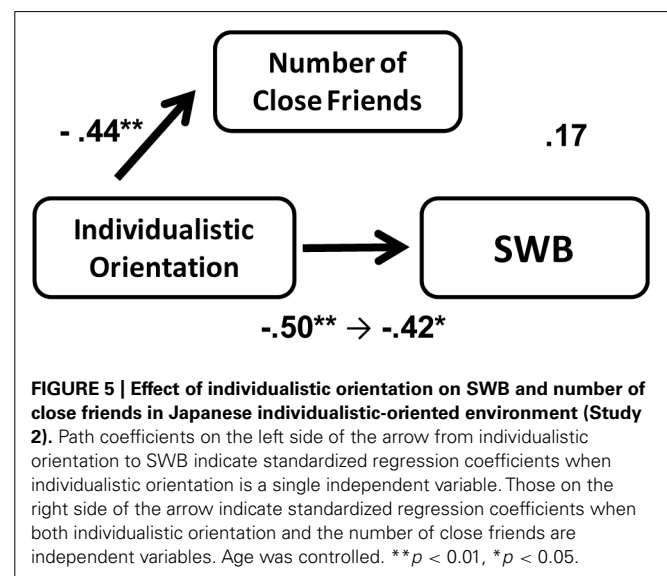 Number of
Close Friends
- .44**
.17
Individualistic
Orientation
SWB
-.50** → -.42*
FIGURE 5 | Effect of individualistic orientation on SWB and number of
close friends in Japanese individualistic-oriented environment (Study
2). Path coefficients on the left side of the arrow from individualistic
orientation to SWB indicate standardized regression coefficients when
individualistic orientation is a single independent variable. Those on the
right side of the arrow indicate standardized regression coefficients when
both individualistic orientation and the number of close friends are
independent variables. Age was controlled. **p < 0.01, *p < 0.05.